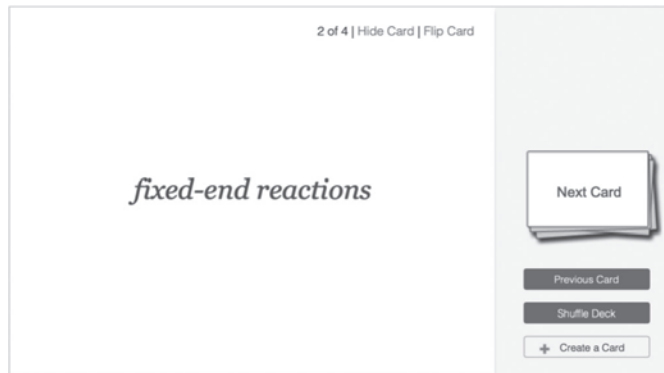 2 of 4 | Hide Card | Flip Card
fixed-end reactions
Next Card
Previous Card
Shuffle Deck
+ Create a Card